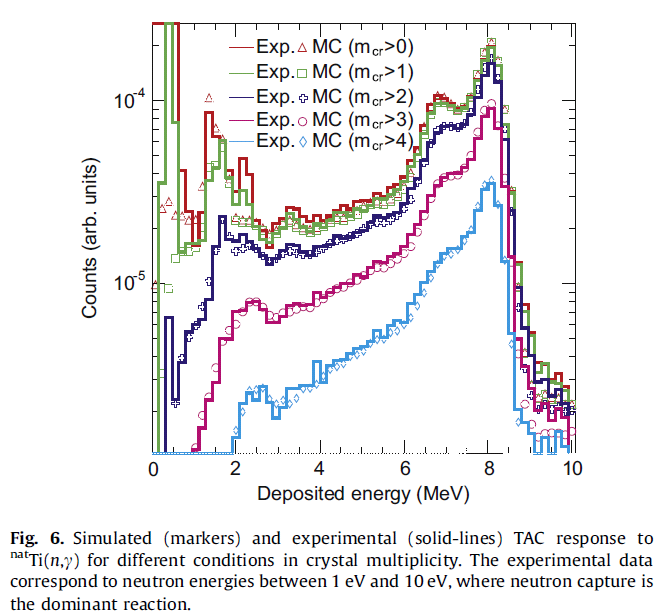 Exp. MC (m_cr>0)
Exp. MC (m_cr>1)
Exp. MC (m_cr>2)
Exp. MC (m_cr>3)
Exp. MC (m_cr>4)
Counts (arb. units)
10^-4
10^-5
0 2 4 6 8 10
Deposited energy (MeV)
Fig. 6. Simulated (markers) and experimental (solid-lines) TAC response to
^natTi(n,γ) for different conditions in crystal multiplicity. The experimental data
correspond to neutron energies between 1 eV and 10 eV, where neutron capture is
the dominant reaction.